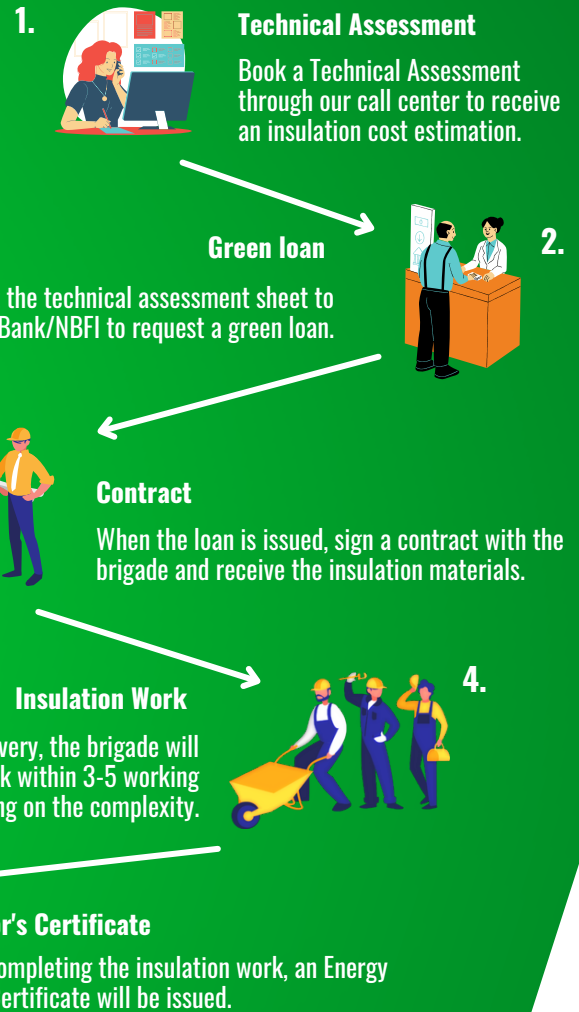 1.
Technical Assessment
Book a Technical Assessment
through our call center to receive
an insulation cost estimation.
2.
Green loan
the technical assessment sheet to
Bank/NBFI to request a green loan.
Contract
When the loan is issued, sign a contract with the
brigade and receive the insulation materials.
4.
Insulation Work
very, the brigade will
k within 3-5 working
ng on the complexity.
r's Certificate
ompleting the insulation work, an Energy
ertificate will be issued.